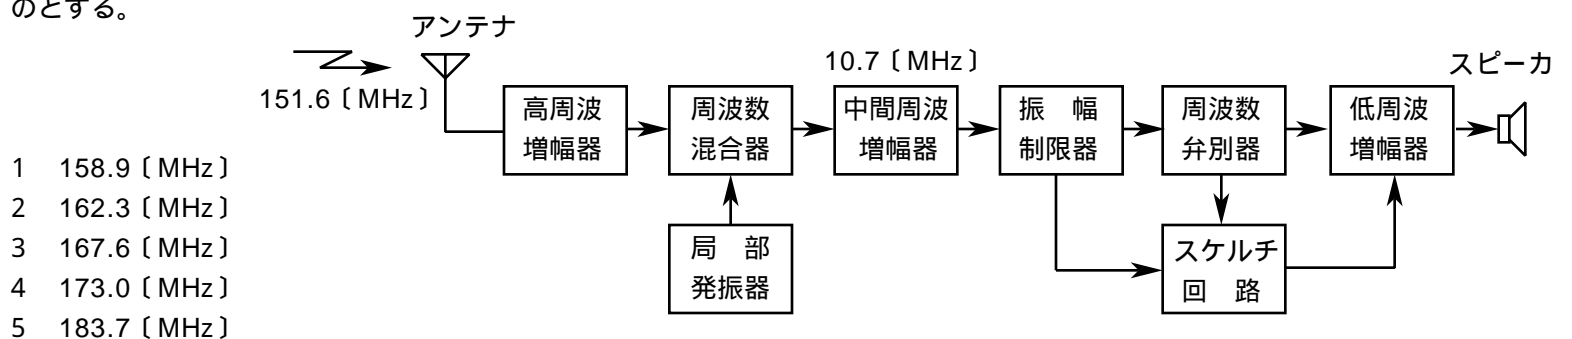 のとする。
アンテナ
10.7〔MHz〕
スピーカ
151.6〔MHz〕
高周波
増幅器
周波数
混合器
中間周波
増幅器
振　幅
制限器
周波数
弁別器
低周波
増幅器
局　部
発振器
スケルチ
回　路
1　158.9〔MHz〕
2　162.3〔MHz〕
3　167.6〔MHz〕
4　173.0〔MHz〕
5　183.7〔MHz〕